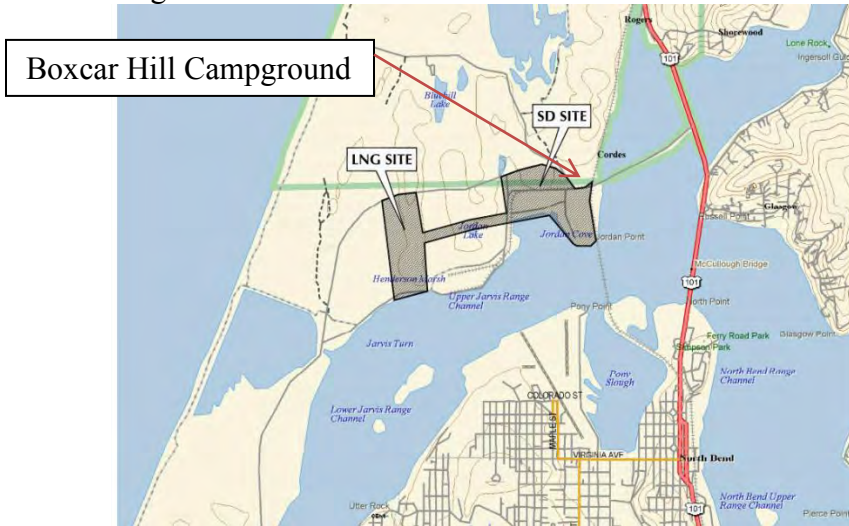 Rogers
Shorewood
Lone Rock
Ingersoll Gul
101
Boxcar Hill Campground
Bluebill
Lake
SD SITE
LNG SITE
Cordes
Jordan
Lake
Jordan Cove
Jordan Point
Glasgow
Russell Point
McCullough Bridge
Henderson Marsh
101
Upper Jarvis Range
Channel
Pony Point
North Point
Ferry Road Park
Glasgow Point
Simpson Park
Jarvis Turn
Pony
Slough
North Bend Range
Channel
COLORADO ST
MAPLE ST
Lower Jarvis Range
Channel
VIRGINIA AVE
North Bend
North Bend Upper
Range Channel
101
Utter Rock
Pierce Point